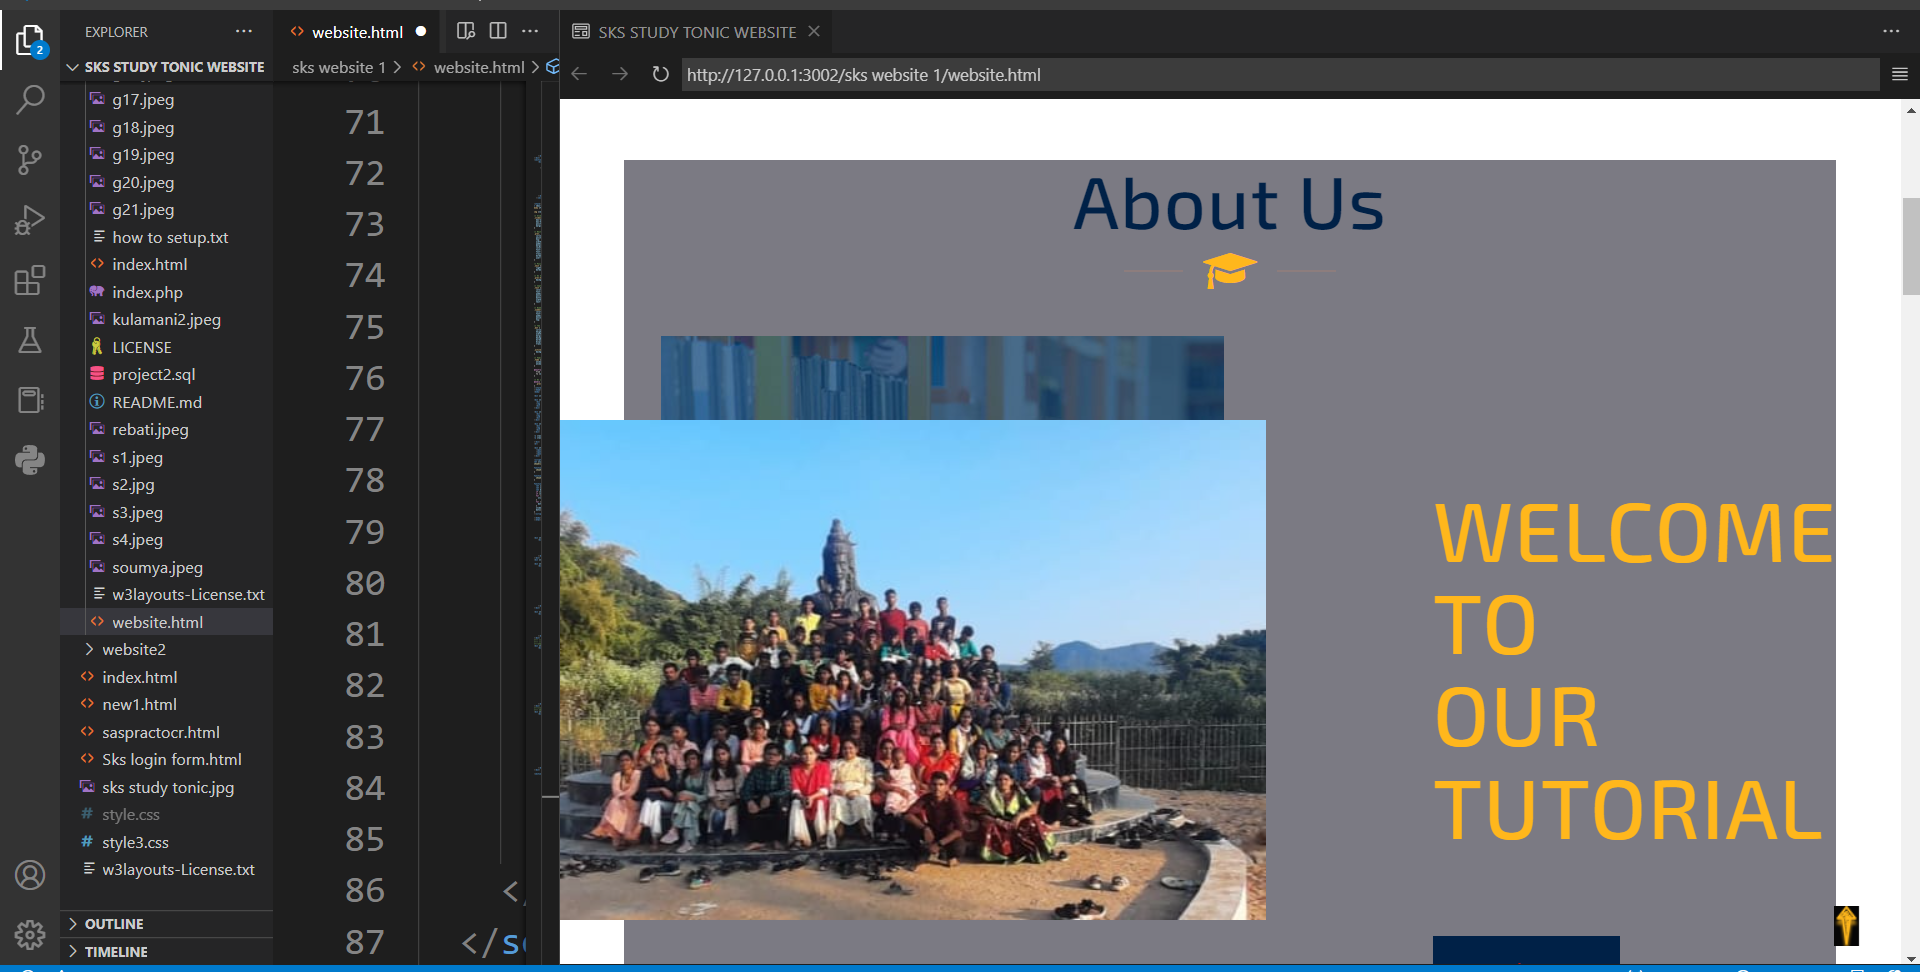 EXPLORER
SKS STUDY TONIC WEBSITE
g17.jpeg
g18.jpeg
g19.jpeg
g20.jpeg
g21.jpeg
how to setup.txt
index.html
index.php
kulamani2.jpeg
LICENSE
project2.sql
README.md
rebati.jpeg
s1.jpeg
s2.jpg
s3.jpeg
s4.jpeg
soumya.jpeg
w3layouts-License.txt
website.html
website2
index.html
new1.html
saspractocr.html
Sks login form.html
sks study tonic.jpg
style.css
style3.css
w3layouts-License.txt
OUTLINE
TIMELINE
2
website.html
sks website 1 > website.html >
71
72
73
74
75
76
77
78
79
80
81
82
83
84
85
86 </
87 </se
SKS STUDY TONIC WEBSITE
http://127.0.0.1:3002/sks website 1/website.html
About Us
WELCOME
TO
OUR
TUTORIAL